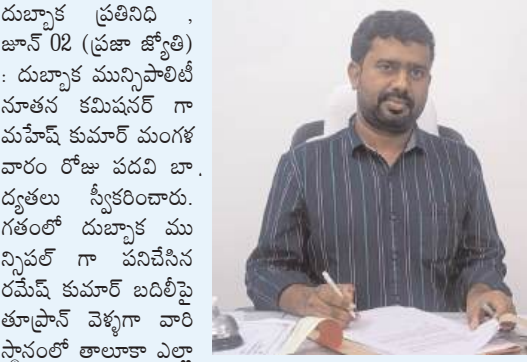 దుబ్బాక ప్రతినిధి ,
జూన్ 02 (ప్రజా జ్యోతి)
: దుబ్బాక మున్సిపాలిటీ
నూతన కమిషనర్ గా
మహేష్ కుమార్ మంగళ
వారం రోజు పదవి బా .
ద్యతలు స్వీకరించారు.
గతంలో దుబ్బాక ము
న్సిపల్ గా పనిచేసిన
రమేష్ కుమార్ బదిలీపై
తూప్రాన్ వెళ్ళగా వారి
స్థానంలో తాలూకా ఎల్లా